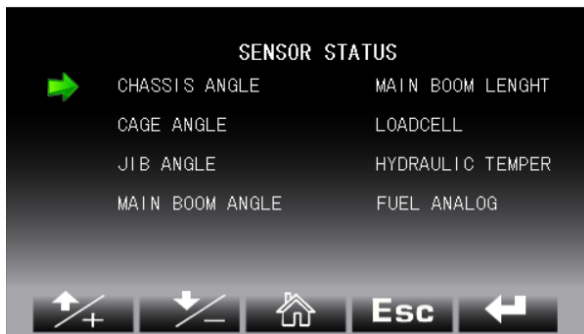 SENSOR STATUS
CHASSIS ANGLE MAIN BOOM LENGHT
CAGE ANGLE LOADCELL
JIB ANGLE HYDRAULIC TEMPER
MAIN BOOM ANGLE FUEL ANALOG
+ − Esc